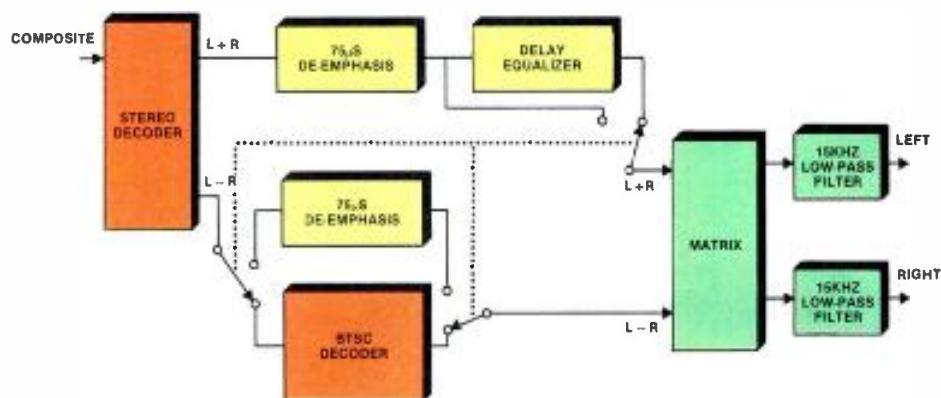 COMPOSITE
L+R
75µS
DE-EMPHASIS
DELAY
EQUALIZER
STEREO
DECODER
L-R
75µS
DE-EMPHASIS
BTSC
DECODER
L+R
L-R
MATRIX
15KHZ
LOW-PASS
FILTER
LEFT
15KHZ
LOW-PASS
FILTER
RIGHT